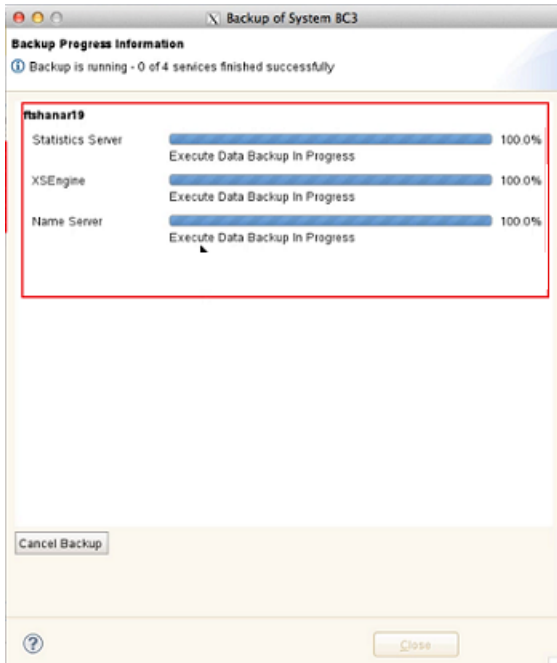 Backup of System BC3
Backup Progress Information
Backup is running - 0 of 4 services finished successfully
ftshanar19
Statistics Server 100.0%
Execute Data Backup In Progress
XSEngine 100.0%
Execute Data Backup In Progress
Name Server 100.0%
Execute Data Backup In Progress
Cancel Backup
Close